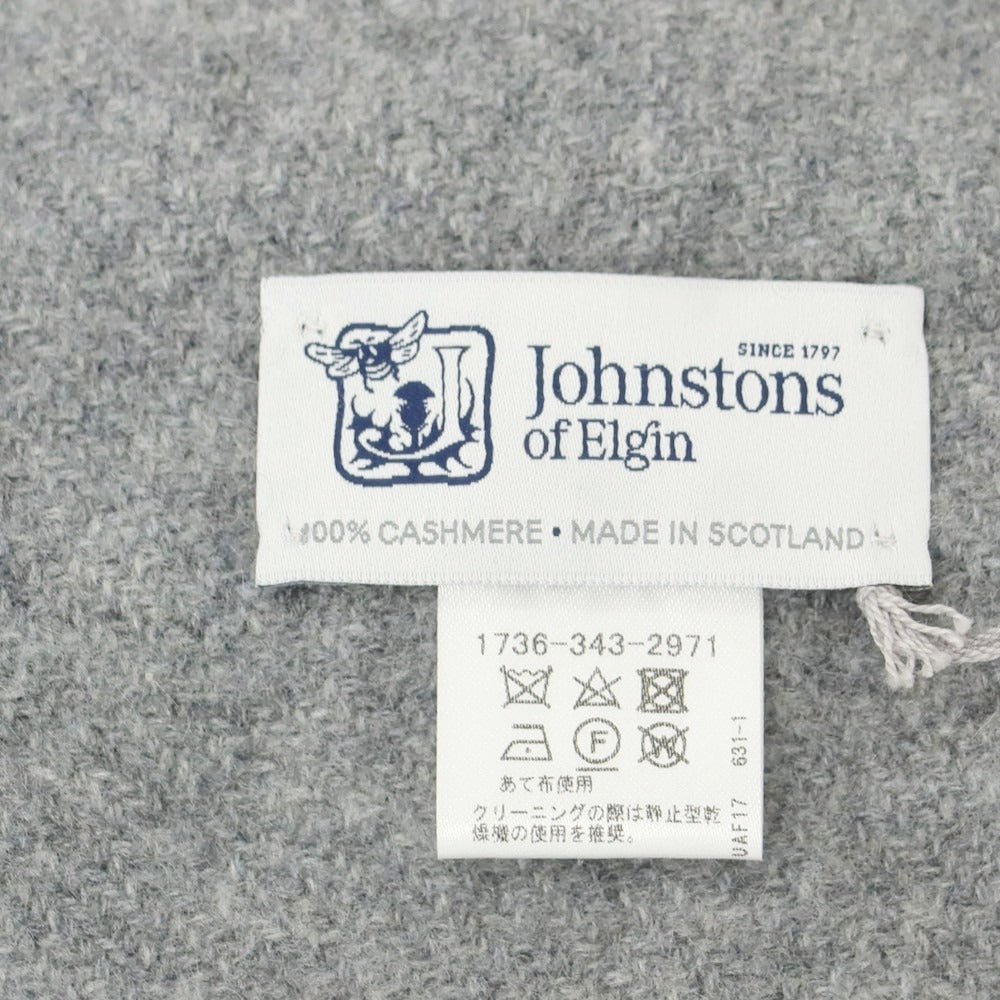 SINCE 1797
Johnstons
of Elgin
100% CASHMERE • MADE IN SCOTLAND
1736-343-2971
F
W
あて布使用
クリーニングの際は静止型乾
燥機の使用を推奨。
UAF17 631-1